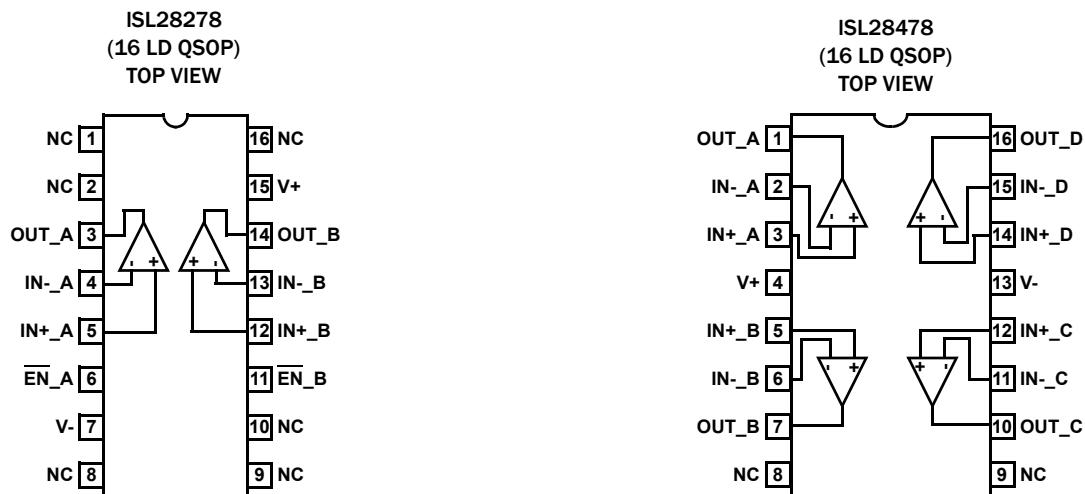 ISL28278
(16 LD QSOP)
TOP VIEW
NC 1
16 NC
NC 2
15 V+
OUT_A 3
14 OUT_B
- + + -
IN-_A 4
13 IN-_B
IN+_A 5
12 IN+_B
EN_A 6
11 EN_B
V- 7
10 NC
NC 8
9 NC
ISL28478
(16 LD QSOP)
TOP VIEW
OUT_A 1
16 OUT_D
IN-_A 2
15 IN-_D
- + + -
IN+_A 3
14 IN+_D
V+ 4
13 V-
IN+_B 5
12 IN+_C
- + + -
IN-_B 6
11 IN-_C
OUT_B 7
10 OUT_C
NC 8
9 NC